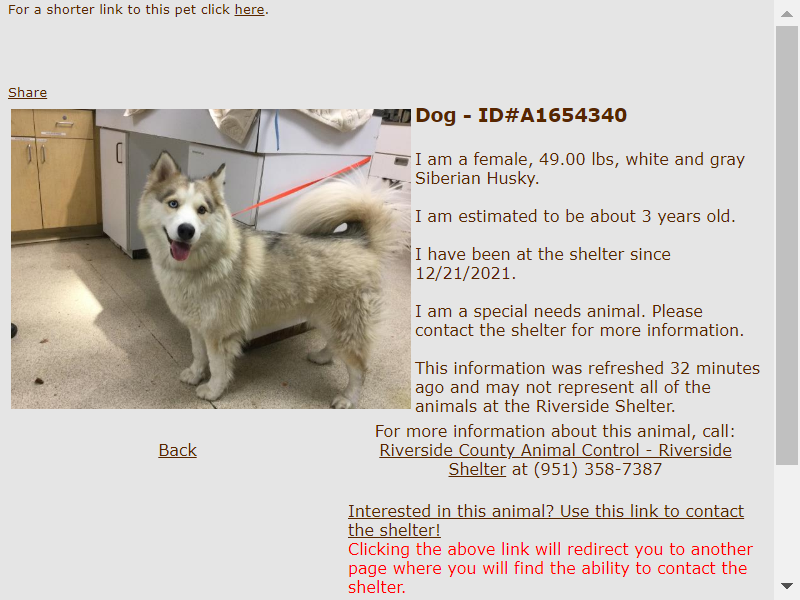 For a shorter link to this pet click here.
Share
Dog - ID#A1654340
I am a female, 49.00 lbs, white and gray
Siberian Husky.
I am estimated to be about 3 years old.
I have been at the shelter since
12/21/2021.
I am a special needs animal. Please
contact the shelter for more information.
This information was refreshed 32 minutes
ago and may not represent all of the
animals at the Riverside Shelter.
Back
For more information about this animal, call:
Riverside County Animal Control - Riverside
Shelter at (951) 358-7387
Interested in this animal? Use this link to contact
the shelter!
Clicking the above link will redirect you to another
page where you will find the ability to contact the
shelter.